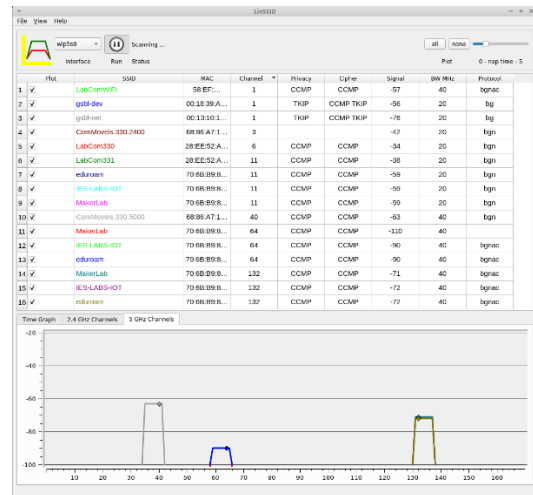 LinSSID
File View Help
wlp5s0 Scanning ... all none
Interface Run Status Plot 0 - nap time - 5
Plot SSID MAC Channel Privacy Cipher Signal BW MHz Protocol
1 LabComWiFi 58:EF:... 1 CCMP CCMP -57 40 bgnac
2 gsbl-dev 00:18:39:A... 1 TKIP CCMP TKIP -56 20 bg
3 gsbl-net 00:13:10:1... 1 TKIP CCMP TKIP -76 20 bg
4 ComMoveis.330.2400 68:86:A7:1... 3 -42 20 bgn
5 LabCom330 28:EE:52:A... 6 CCMP CCMP -34 20 bgn
6 LabCom331 28:EE:52:A... 11 CCMP CCMP -38 20 bgn
7 eduroam 70:6B:B9:8... 11 CCMP CCMP -59 20 bgn
8 IES-LABS-IOT 70:6B:B9:8... 11 CCMP CCMP -59 20 bgn
9 MakerLab 70:6B:B9:8... 11 CCMP CCMP -59 20 bgn
10 ComMoveis.330.5000 68:86:A7:1... 40 CCMP CCMP -63 40 bgn
11 MakerLab 70:6B:B9:8... 64 CCMP CCMP -110 40
12 IES-LABS-IOT 70:6B:B9:8... 64 CCMP CCMP -90 40 bgnac
13 eduroam 70:6B:B9:8... 64 CCMP CCMP -90 40 bgnac
14 MakerLab 70:6B:B9:8... 132 CCMP CCMP -71 40 bgnac
15 IES-LABS-IOT 70:6B:B9:8... 132 CCMP CCMP -72 40 bgnac
16 eduroam 70:6B:B9:8... 132 CCMP CCMP -72 40 bgnac
Time Graph 2.4 GHz Channels 5 GHz Channels
-20
-40
-60
-80
-100
10 20 30 40 50 60 70 80 90 100 110 120 130 140 150 160